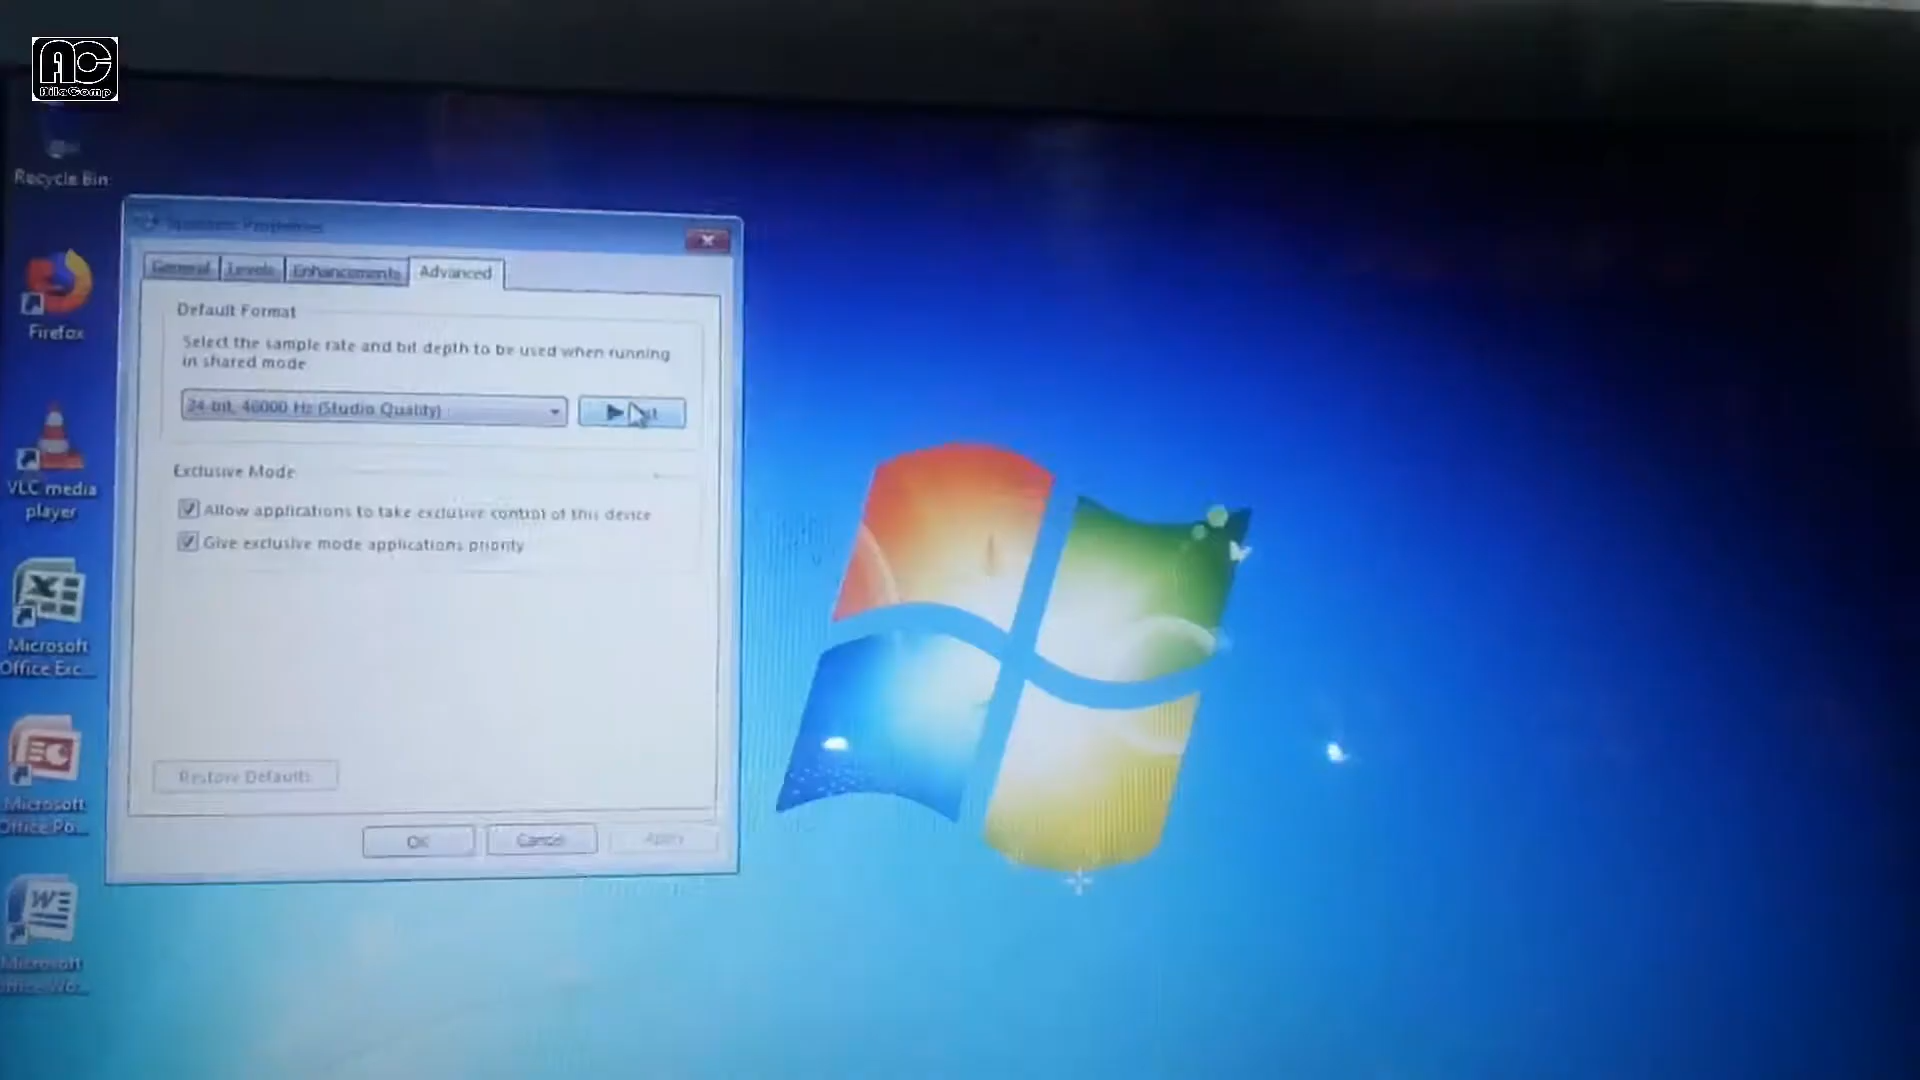 AC
AilaComp
Recycle Bin
Speakers Properties
General
Levels
Enhancements
Advanced
Default Format
Select the sample rate and bit depth to be used when running
in shared mode
24 bit, 48000 Hz (Studio Quality)
Exclusive Mode
Allow applications to take exclusive control of this device
Give exclusive mode applications priority
Restore Defaults
OK
Cancel
Apply
Firefox
VLC media
player
Microsoft
Office Exc...
Microsoft
Office Po...
Microsoft
Office Wo...